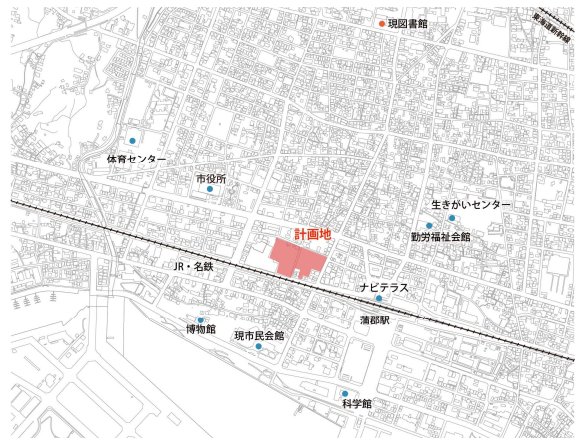 現図書館
東海道新幹線
体育センター
市役所
生きがいセンター
計画地
勤労福祉会館
JR・名鉄
ナビテラス
博物館
蒲郡駅
現市民会館
科学館